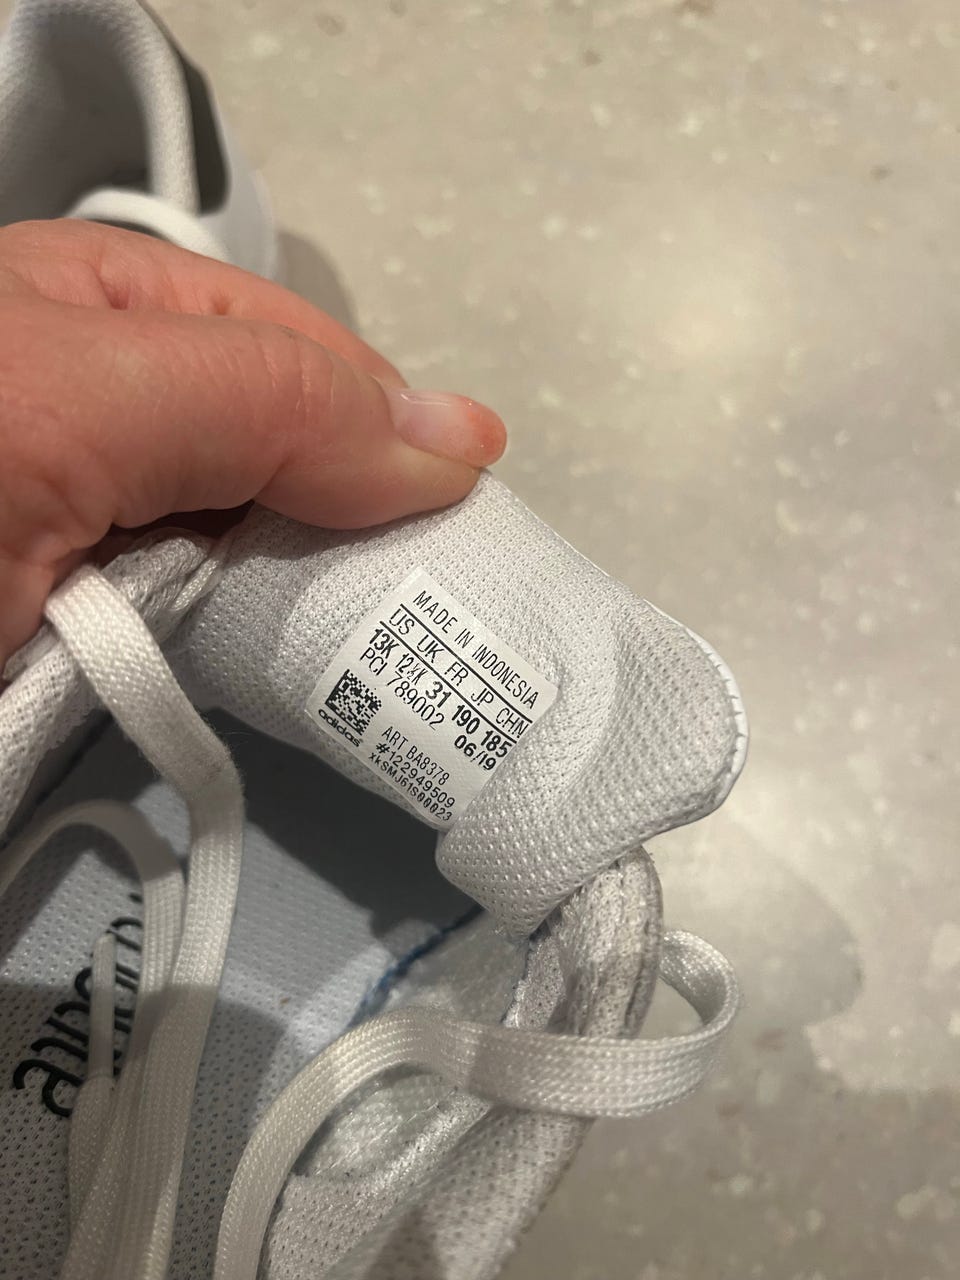 MADE IN INDONESIA
US UK FR JP CHN
13K 12½K 31 190 185
PCI 789002 06/19
ART BA8378
#122949509
xkSMJ61S00023
adidas